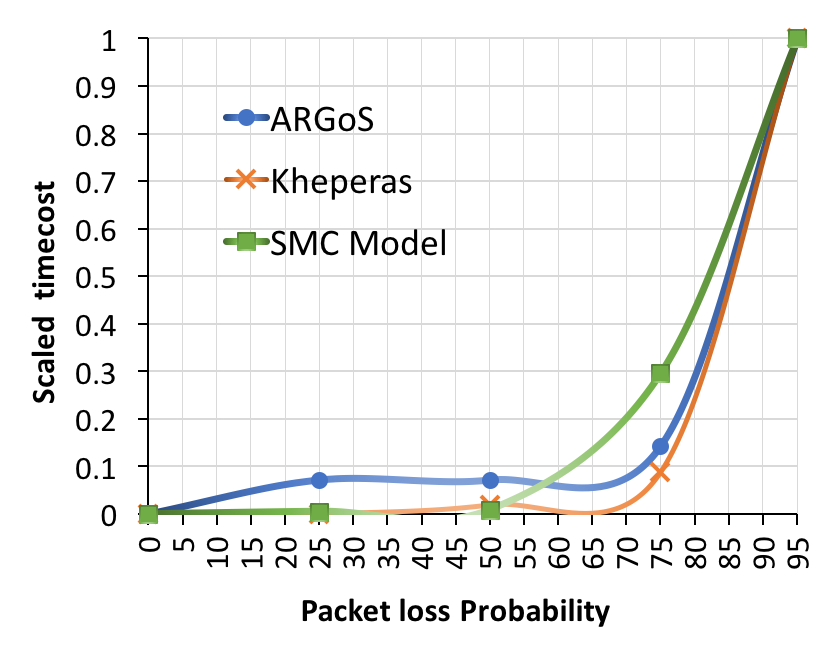 1
0.9
0.8
0.7
0.6
0.5
0.4
0.3
0.2
0.1
0
Scaled timecost
ARGoS
Kheperas
SMC Model
0 5 10 15 20 25 30 35 40 45 50 55 60 65 70 75 80 85 90 95
Packet loss Probability